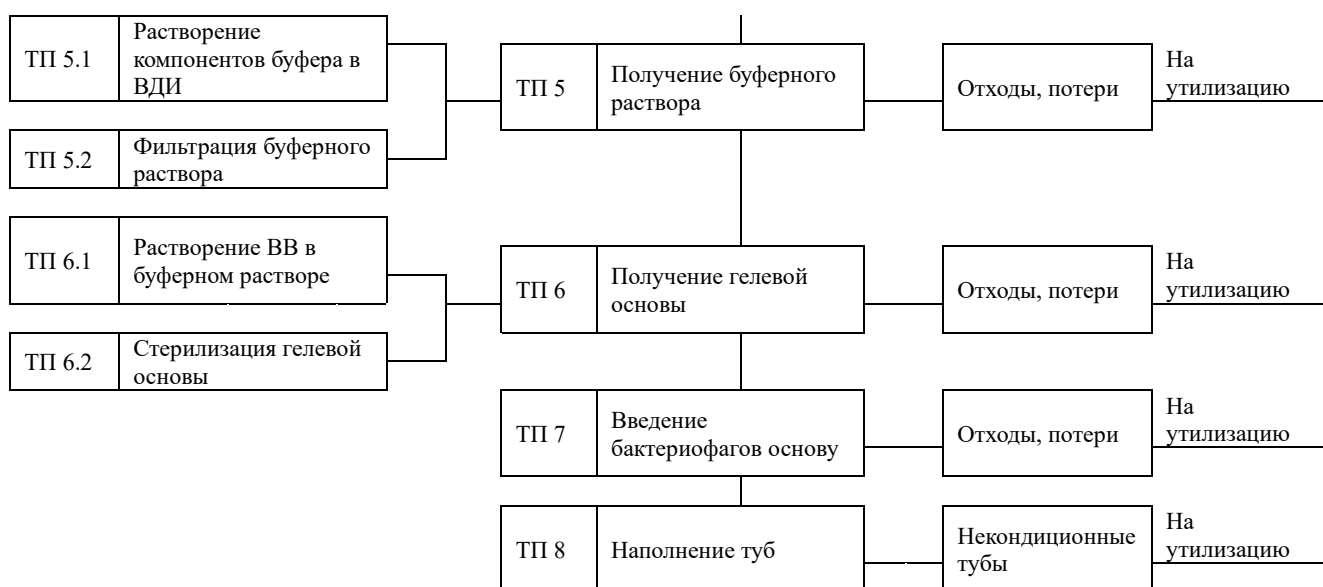 ТП 5.1
Растворение
компонентов буфера в
ВДИ
ТП 5
Получение буферного
раствора
Отходы, потери
На
утилизацию
ТП 5.2
Фильтрация буферного
раствора
ТП 6.1
Растворение ВВ в
буферном растворе
ТП 6
Получение гелевой
основы
Отходы, потери
На
утилизацию
ТП 6.2
Стерилизация гелевой
основы
ТП 7
Введение
бактериофагов основу
Отходы, потери
На
утилизацию
ТП 8
Наполнение туб
Некондиционные
тубы
На
утилизацию